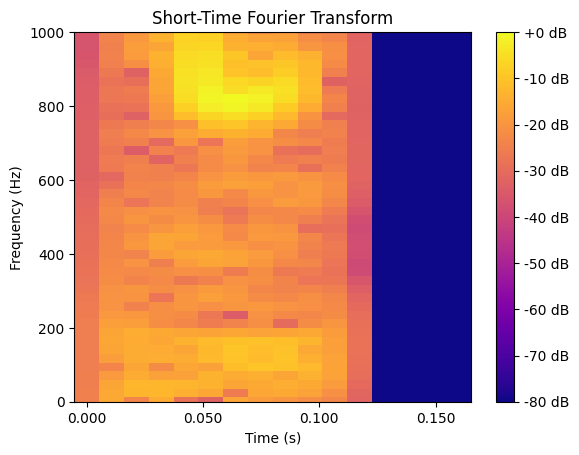 Short-Time Fourier Transform
1000
800
600
400
200
0
Frequency (Hz)
0.000
0.050
0.100
0.150
Time (s)
+0 dB
-10 dB
-20 dB
-30 dB
-40 dB
-50 dB
-60 dB
-70 dB
-80 dB